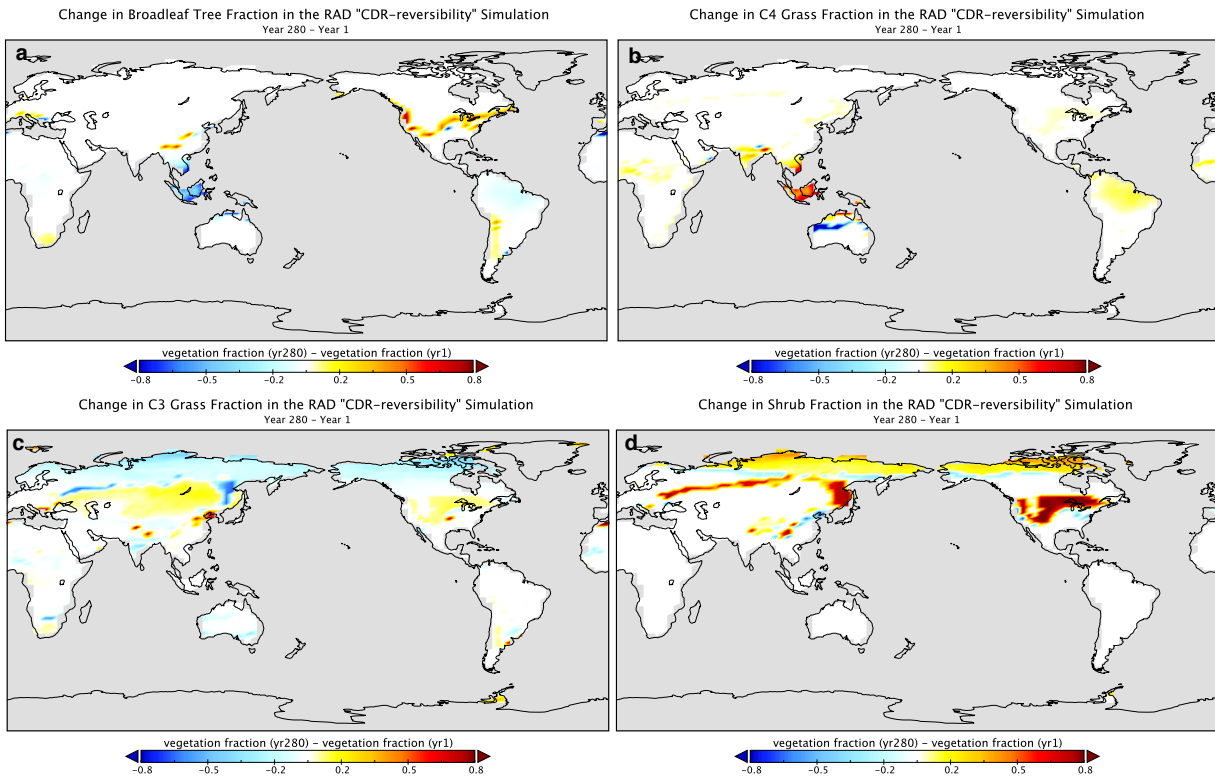 Change in Broadleaf Tree Fraction in the RAD "CDR-reversibility" Simulation
Year 280 – Year 1
a
vegetation fraction (yr280) – vegetation fraction (yr1)
−0.8 −0.5 −0.2 0.2 0.5 0.8
Change in C4 Grass Fraction in the RAD "CDR-reversibility" Simulation
Year 280 – Year 1
b
vegetation fraction (yr280) – vegetation fraction (yr1)
−0.8 −0.5 −0.2 0.2 0.5 0.8
Change in C3 Grass Fraction in the RAD "CDR-reversibility" Simulation
Year 280 – Year 1
c
vegetation fraction (yr280) – vegetation fraction (yr1)
−0.8 −0.5 −0.2 0.2 0.5 0.8
Change in Shrub Fraction in the RAD "CDR-reversibility" Simulation
Year 280 – Year 1
d
vegetation fraction (yr280) – vegetation fraction (yr1)
−0.8 −0.5 −0.2 0.2 0.5 0.8